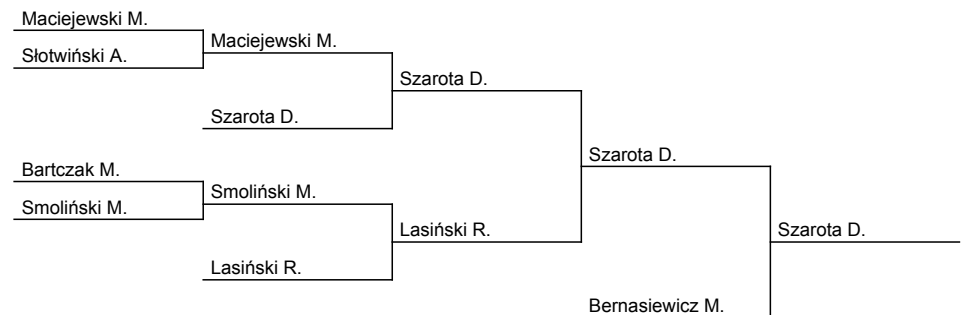 Maciejewski M.
Maciejewski M.
Słotwiński A.
Szarota D.
Szarota D.
Szarota D.
Bartczak M.
Smoliński M.
Smoliński M.
Szarota D.
Lasiński R.
Lasiński R.
Bernasiewicz M.